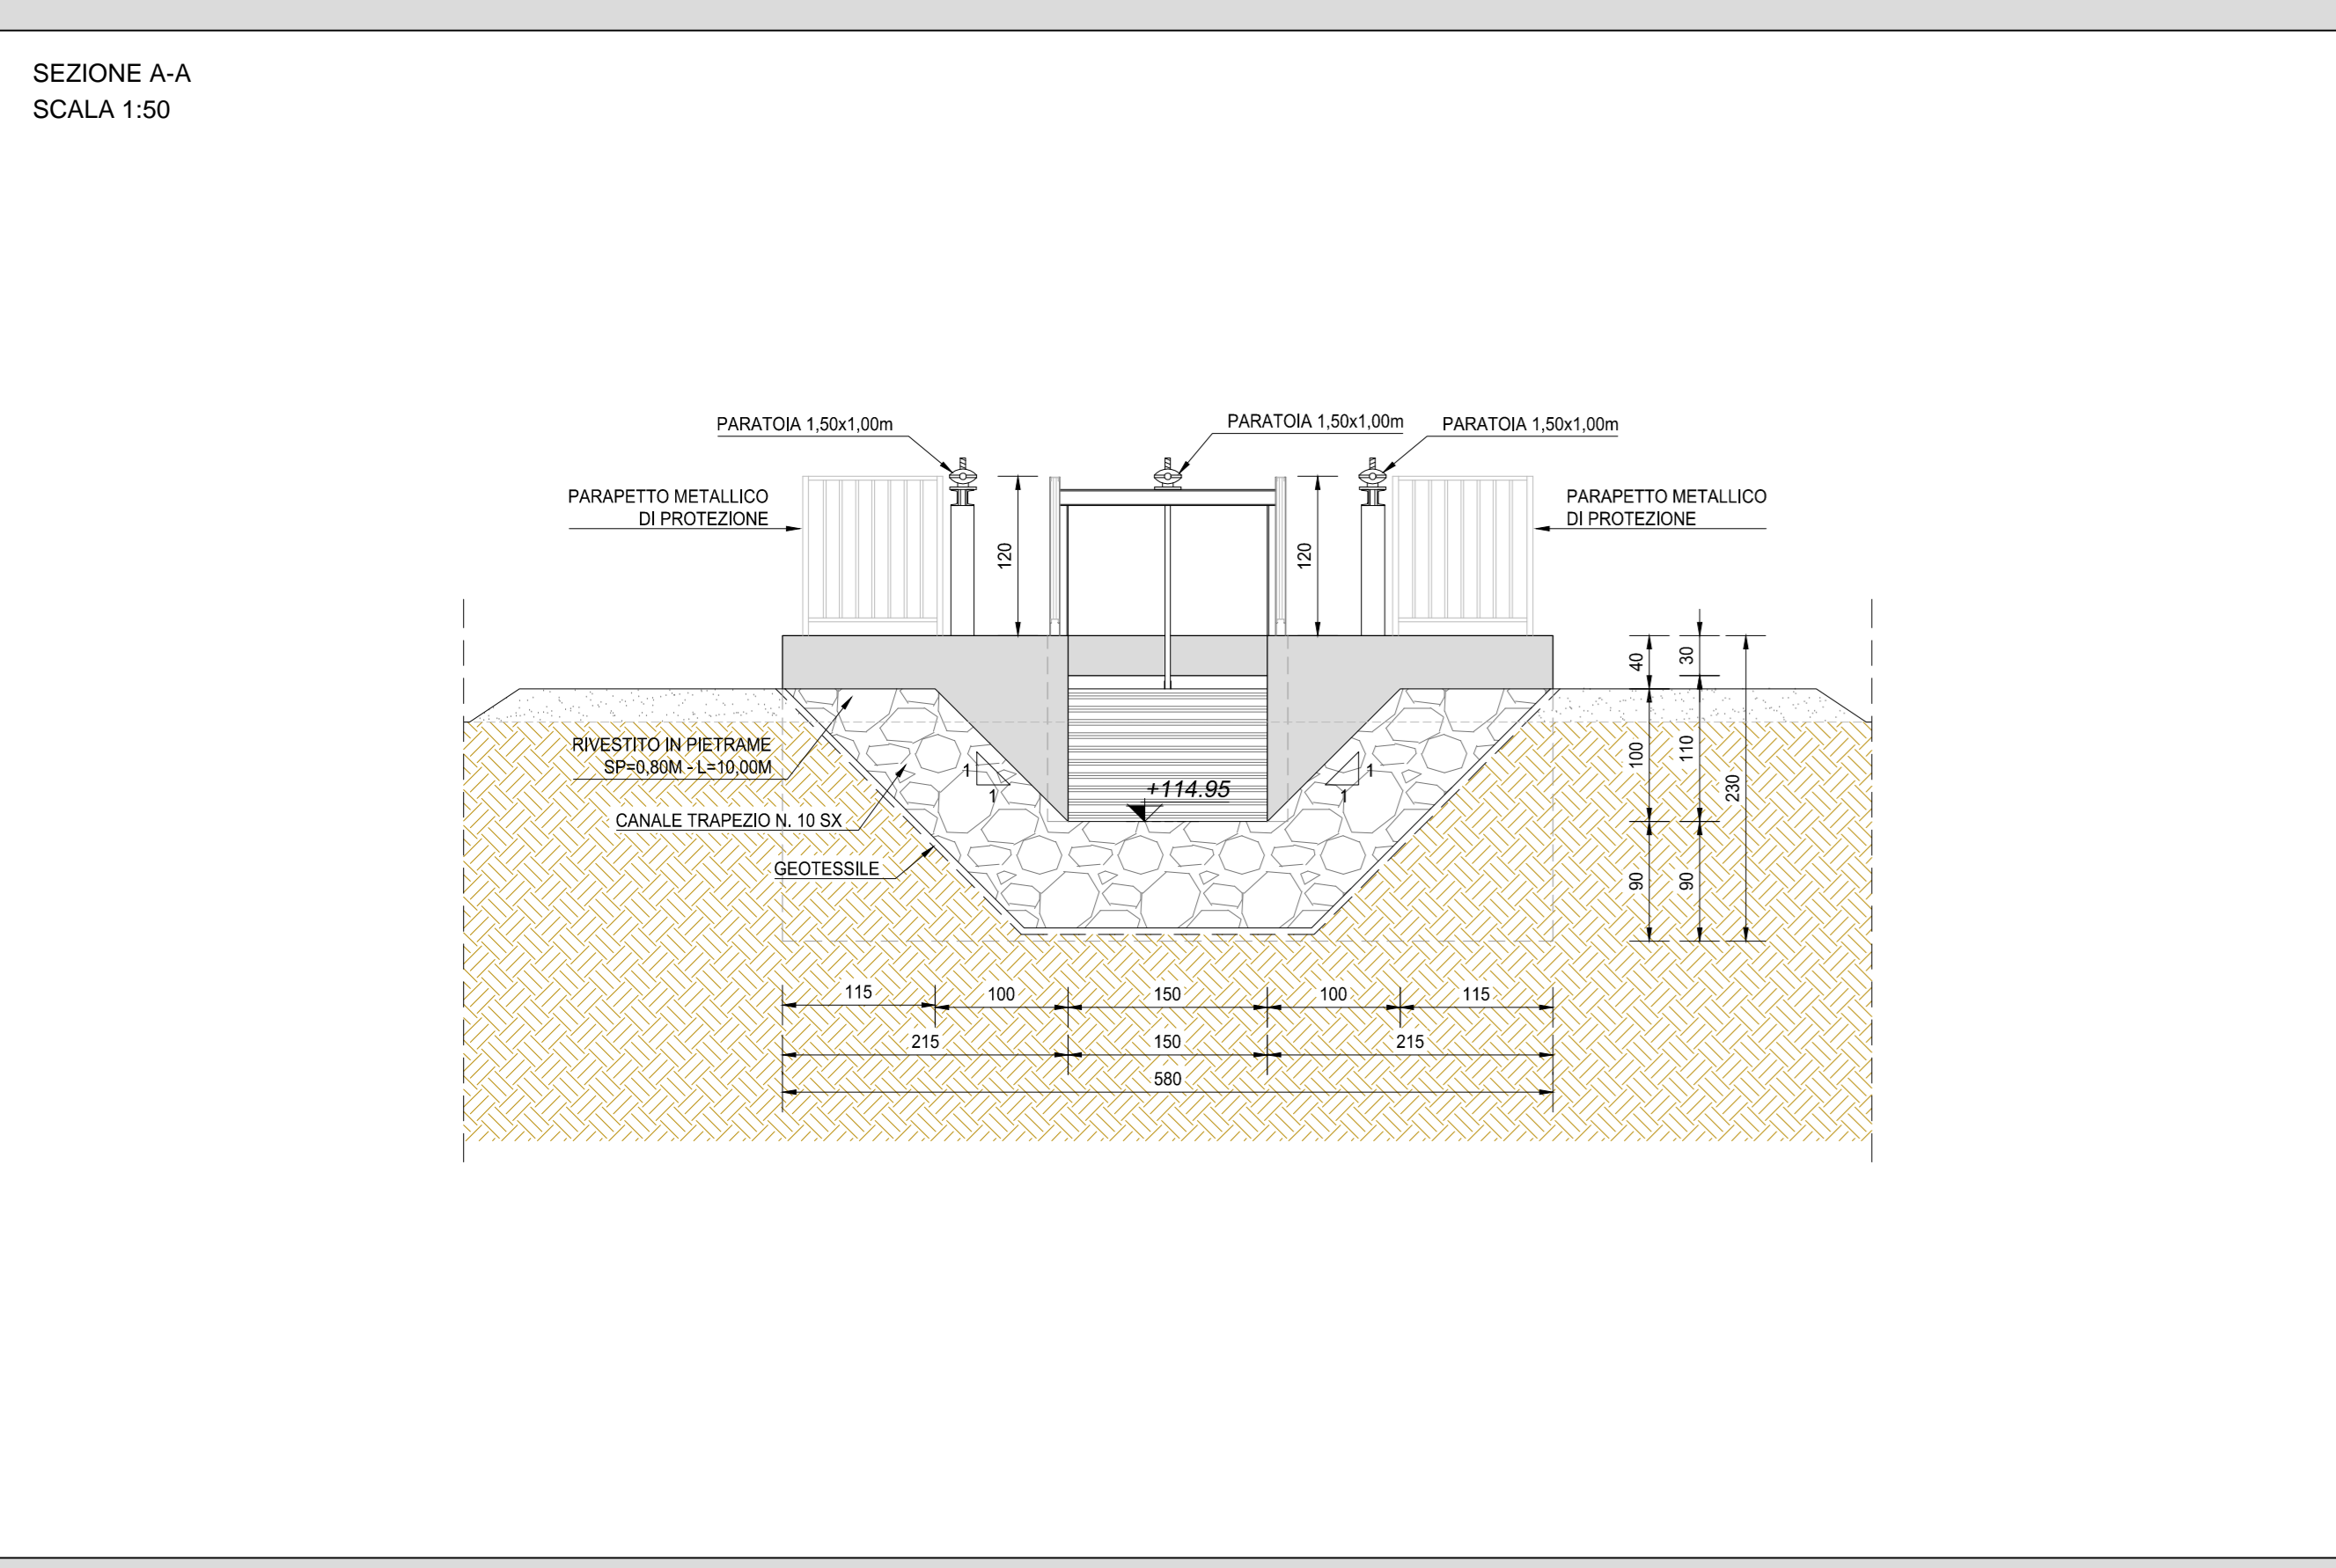 SEZIONE A-A
SCALA 1:50
PARATOIA 1,50x1,00m
PARATOIA 1,50x1,00m
PARATOIA 1,50x1,00m
PARAPETTO METALLICO
DI PROTEZIONE
PARAPETTO METALLICO
DI PROTEZIONE
120
120
40
30
RIVESTITO IN PIETRAME
SP=0,80M - L=10,00M
1
1
1
1
+114.95
100
110
230
CANALE TRAPEZIO N. 10 SX
GEOTESSILE
90
90
115
100
150
100
115
215
150
215
580